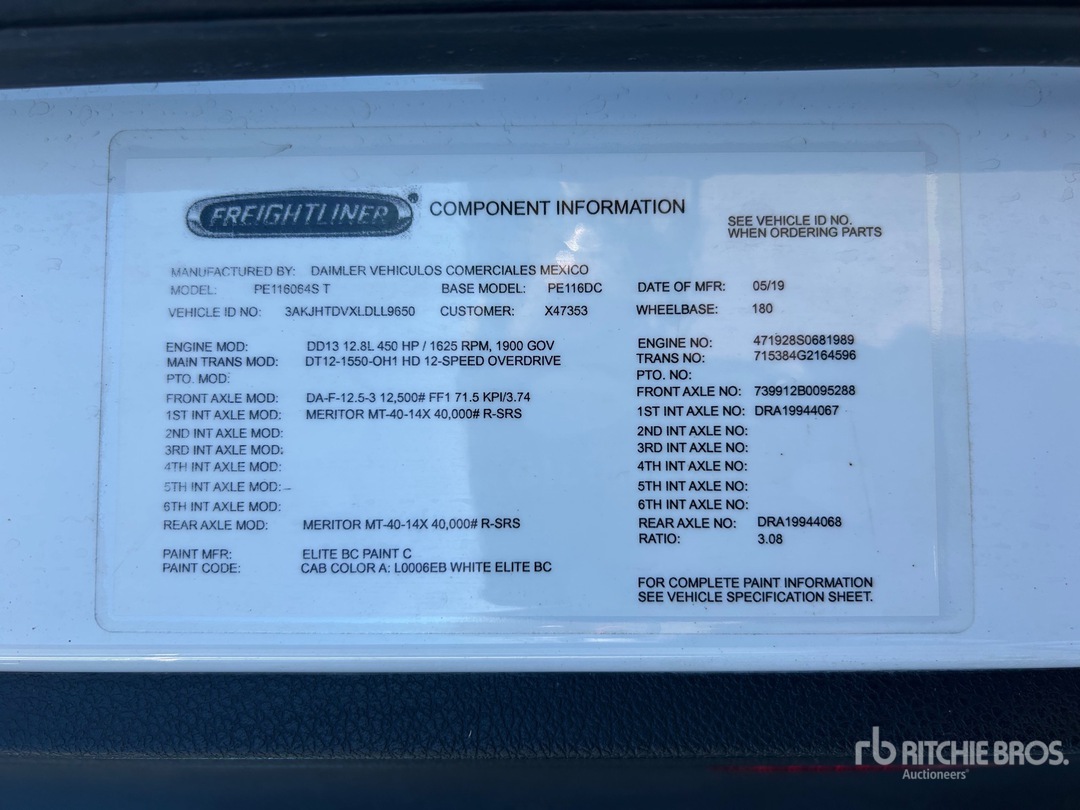 FREIGHTLINER® COMPONENT INFORMATION
SEE VEHICLE ID NO.
WHEN ORDERING PARTS
MANUFACTURED BY: DAIMLER VEHICULOS COMERCIALES MEXICO
MODEL: PE116064S T BASE MODEL: PE116DC DATE OF MFR: 05/19
VEHICLE ID NO: 3AKJHTDVXLDLL9650 CUSTOMER: X47353 WHEELBASE: 180
ENGINE MOD: DD13 12.8L 450 HP / 1625 RPM, 1900 GOV ENGINE NO: 471928S0681989
MAIN TRANS MOD: DT12-1550-OH1 HD 12-SPEED OVERDRIVE TRANS NO: 715384G2164596
PTO. MOD: PTO. NO:
FRONT AXLE MOD: DA-F-12.5-3 12,500# FF1 71.5 KPI/3.74 FRONT AXLE NO: 739912B0095288
1ST INT AXLE MOD: MERITOR MT-40-14X 40,000# R-SRS 1ST INT AXLE NO: DRA19944067
2ND INT AXLE MOD: 2ND INT AXLE NO:
3RD INT AXLE MOD: 3RD INT AXLE NO:
4TH INT AXLE MOD: 4TH INT AXLE NO:
5TH INT AXLE MOD: 5TH INT AXLE NO:
6TH INT AXLE MOD: 6TH INT AXLE NO:
REAR AXLE MOD: MERITOR MT-40-14X 40,000# R-SRS REAR AXLE NO: DRA19944068
RATIO: 3.08
PAINT MFR: ELITE BC PAINT C
PAINT CODE: CAB COLOR A: L0006EB WHITE ELITE BC
FOR COMPLETE PAINT INFORMATION
SEE VEHICLE SPECIFICATION SHEET.
rb RITCHIE BROS.
Auctioneers®